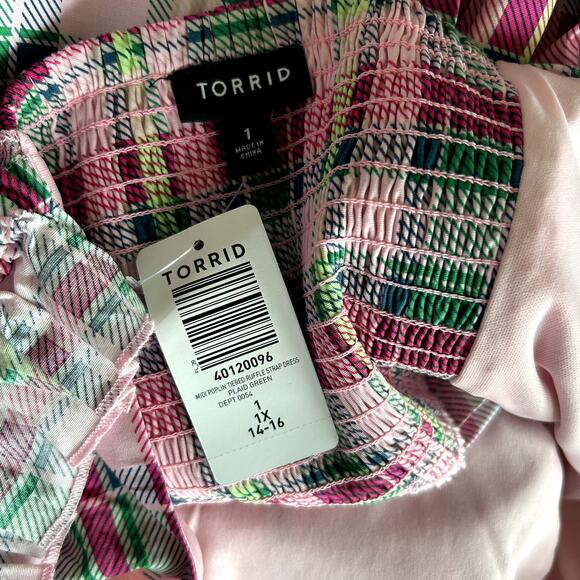 TORRID
1
MADE IN
CHINA
TORRID
40120096
MIDI POPLIN TIERED RUFFLE STRAP DRESS
PLAID GREEN
DEPT 0054
1
1X
14-16